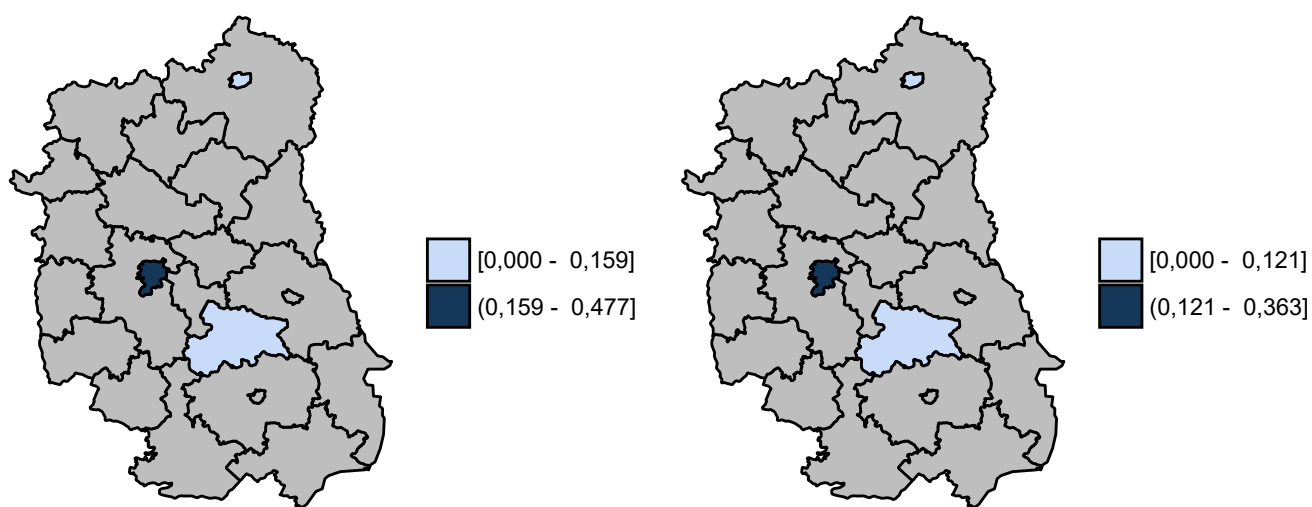 [0,000 -  0,159]
(0,159 -  0,477]
[0,000 -  0,121]
(0,121 -  0,363]